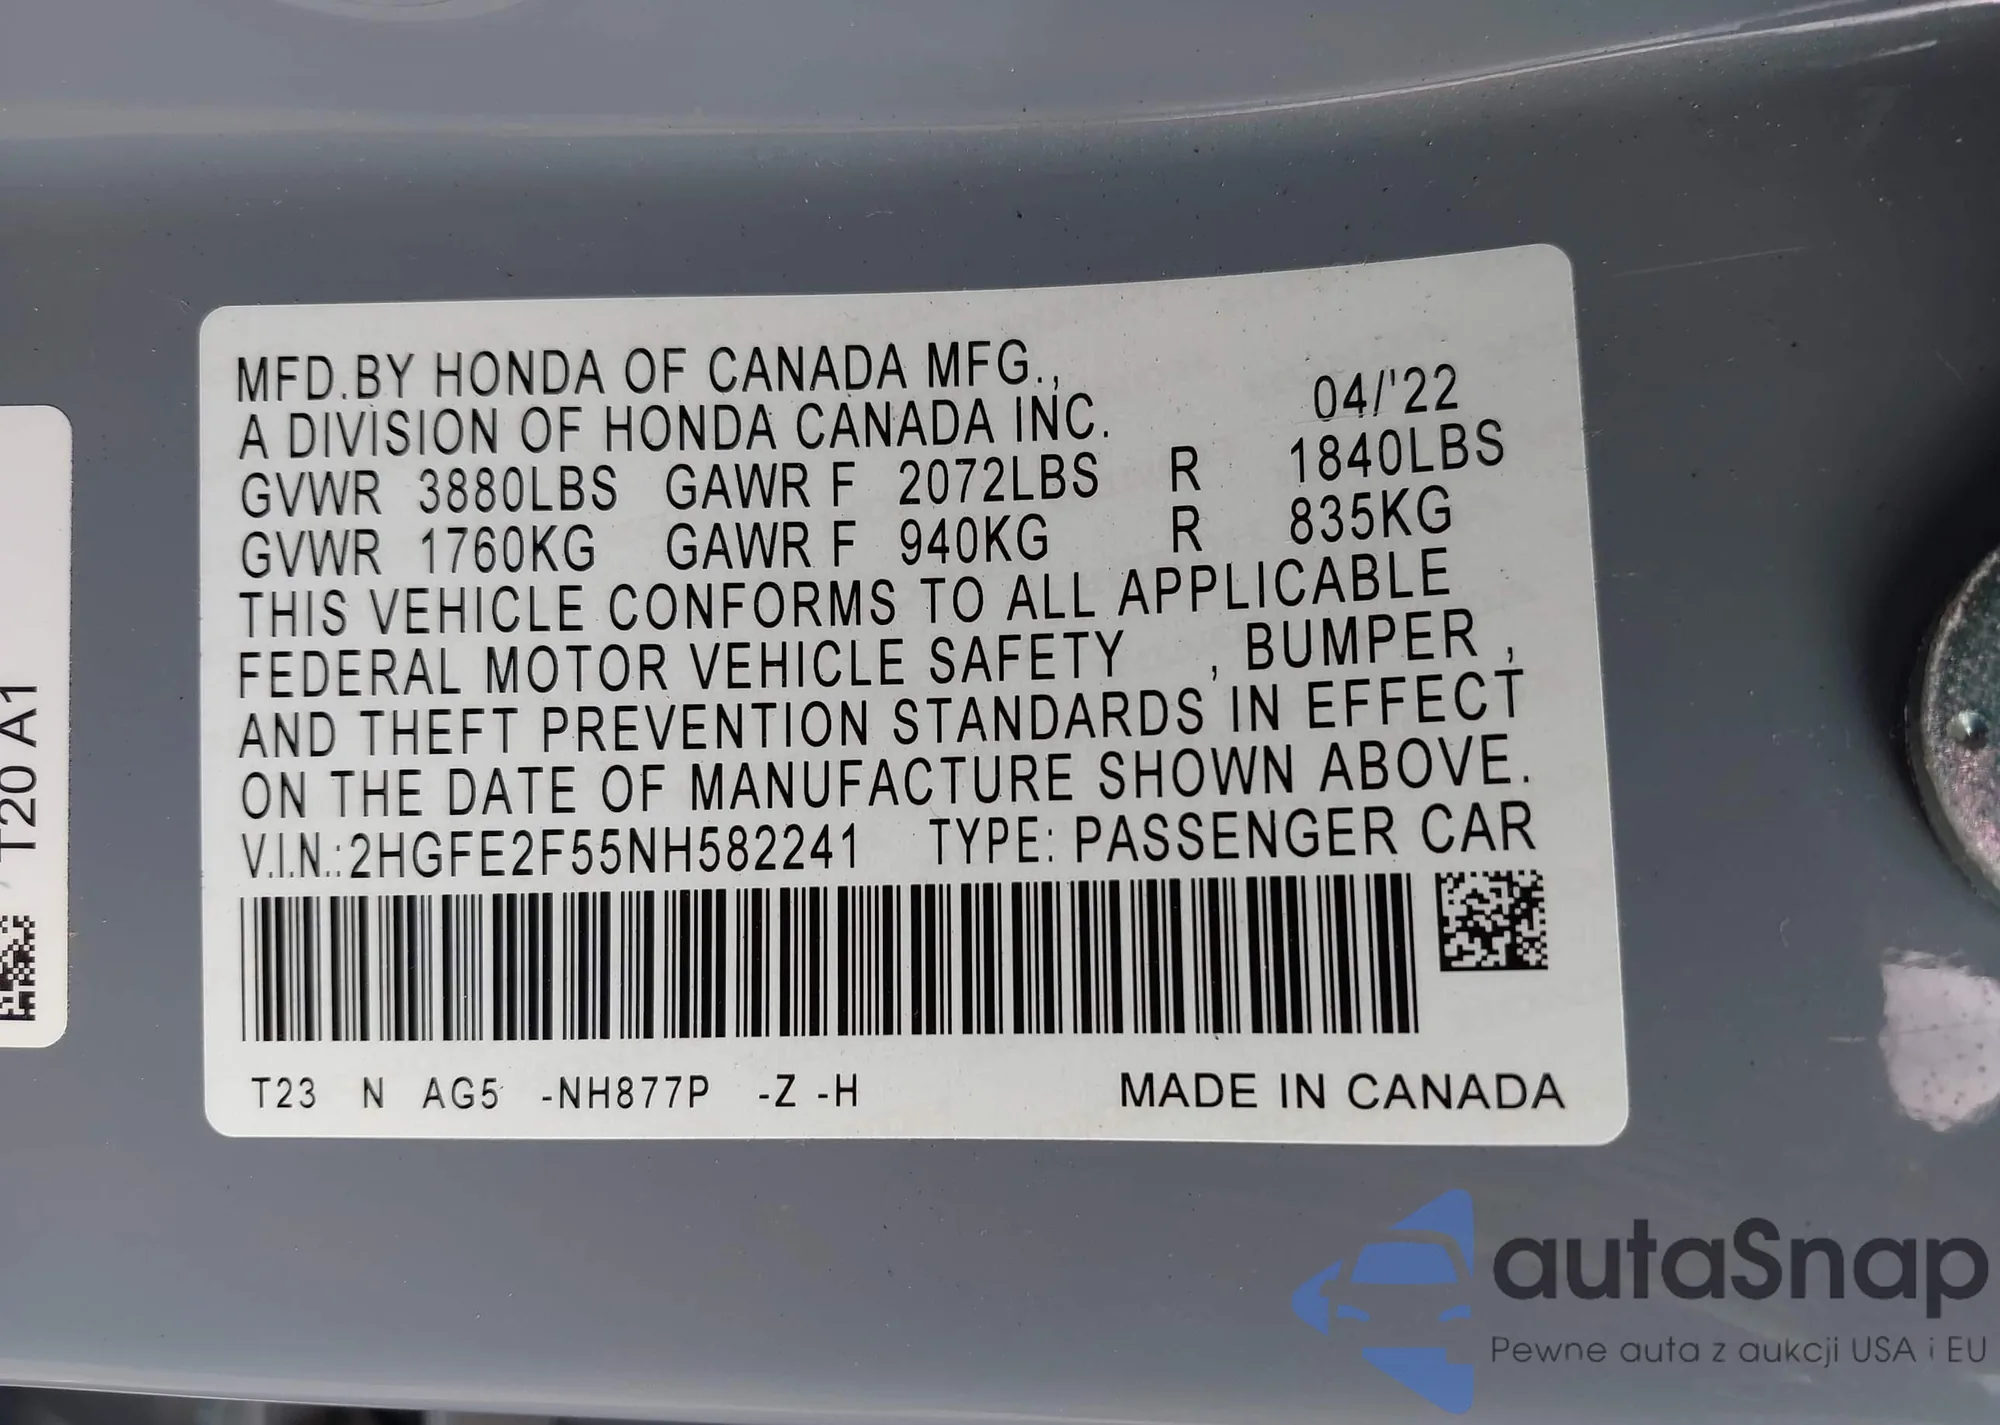 MFD.BY HONDA OF CANADA MFG.,
A DIVISION OF HONDA CANADA INC. 04/'22
GVWR 3880LBS GAWR F 2072LBS R 1840LBS
GVWR 1760KG GAWR F 940KG R 835KG
THIS VEHICLE CONFORMS TO ALL APPLICABLE
FEDERAL MOTOR VEHICLE SAFETY , BUMPER ,
AND THEFT PREVENTION STANDARDS IN EFFECT
ON THE DATE OF MANUFACTURE SHOWN ABOVE.
V.I.N.:2HGFE2F55NH582241 TYPE: PASSENGER CAR
T23 N AG5 -NH877P -Z -H MADE IN CANADA
T20 A1
autaSnap
Pewne auta z aukcji USA i EU